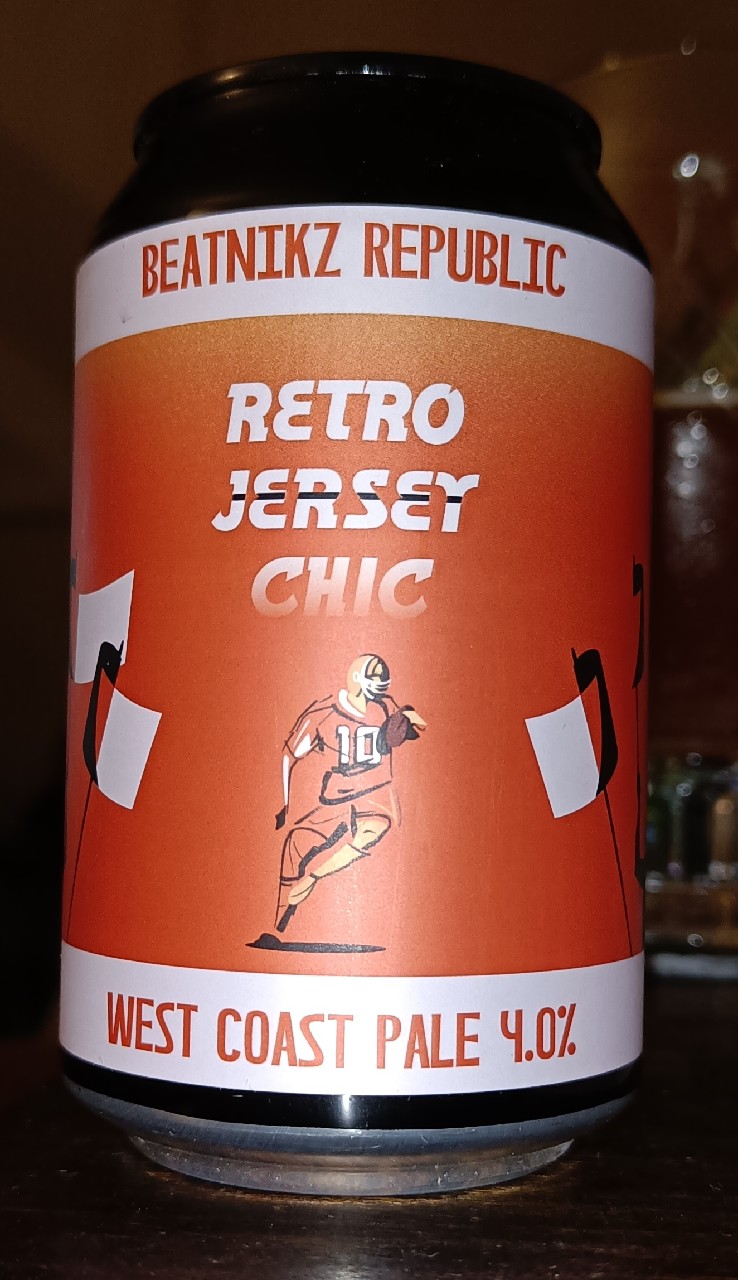 BEATNIKZ REPUBLIC
RETRO
JERSEY
CHIC
10
WEST COAST PALE 4.0%